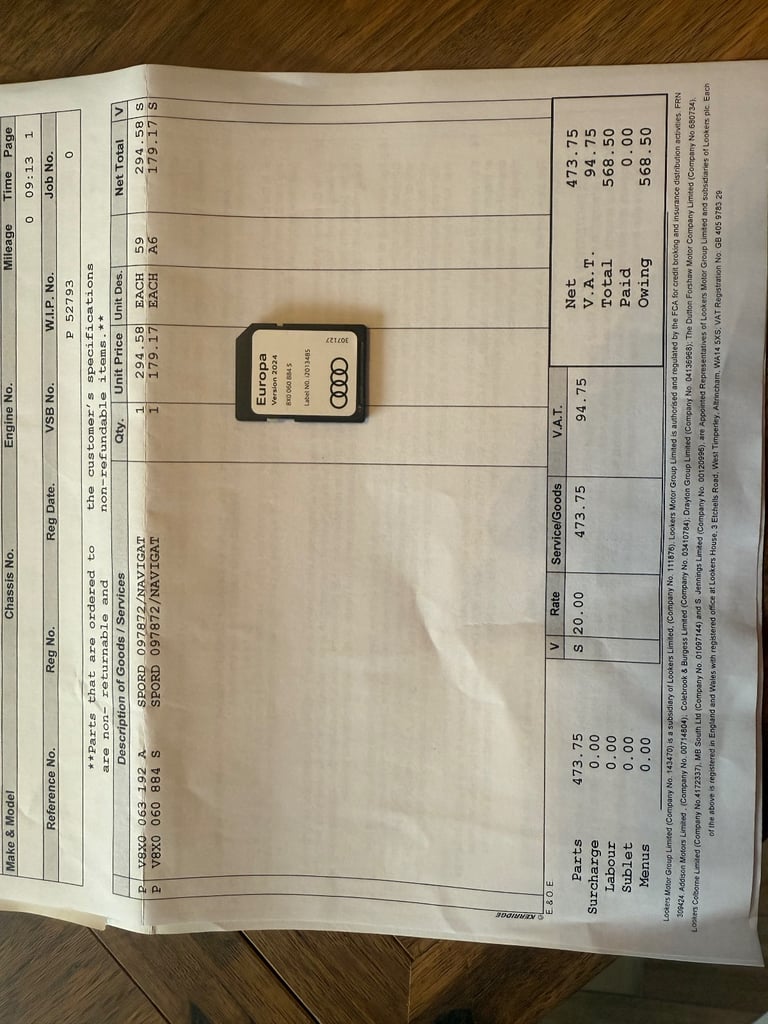 Make & Model Chassis No. Engine No. Mileage Time Page
0 09:13 1
Reference No. Reg No. Reg Date. VSB No. W.I.P. No. Job No.
P 52793 0
**Parts that are ordered to the customer's specifications
are non- returnable and non-refundable items.**
Description of Goods / Services Qty. Unit Price Unit Des. Net Total V
P V8X0 063 192 A SPORD 097872/NAVIGAT 1 294.58 EACH 59 294.58 S
P V8X0 060 884 S SPORD 097872/NAVIGAT 1 179.17 EACH A6 179.17 S
Europa
Version 2024
8X0 060 884 S
Label NO. I2013485
307127
© KERRIDGE
E.& O E
V Rate Service/Goods V.A.T.
S 20.00 473.75 94.75
Parts 473.75
Surcharge 0.00
Labour 0.00
Sublet 0.00
Menus 0.00
Net 473.75
V.A.T. 94.75
Total 568.50
Paid 0.00
Owing 568.50
Lookers Motor Group Limited (Company No. 143470) is a subsidiary of Lookers Limited, (Company No. 111876). Lookers Motor Group Limited is authorised and regulated by the FCA for credit broking and insurance distribution activities. FRN
309424. Addison Motors Limited , (Company No. 00714804); Colebrook & Burgess Limited (Company No. 03410784); Drayton Group Limited (Company No. 04136968); The Dutton Forshaw Motor Company Limited (Company No.680734);
Lookers Colborne Limited (Company No.4172337), MB South Ltd (Company No. 01097144) and S. Jennings Limited (Company No. 00120996), are Appointed Representatives of Lookers Motor Group Limited and subsidiaries of Lookers plc. Each
of the above is registered in England and Wales with registered office at Lookers House, 3 Etchells Road, West Timperley, Altrincham, WA14 5XS. VAT Registration No: GB 405 9783 29